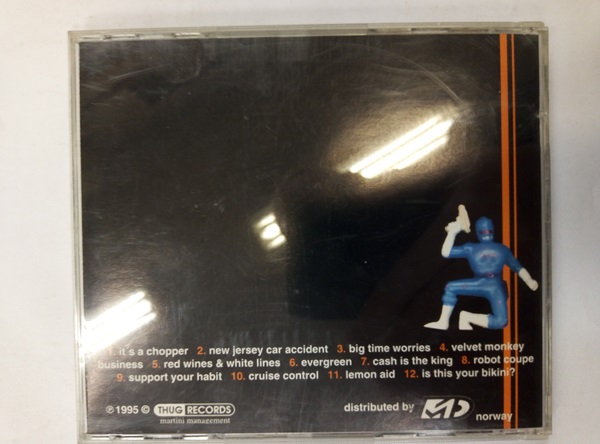 1. it's a chopper 2. new jersey car accident 3. big time worries 4. velvet monkey
business 5. red wines & white lines 6. evergreen 7. cash is the king 8. robot coupe
9. support your habit 10. cruise control 11. lemon aid 12. is this your bikini?
℗ 1995 © THUG RECORDS distributed by MD norway
martini management